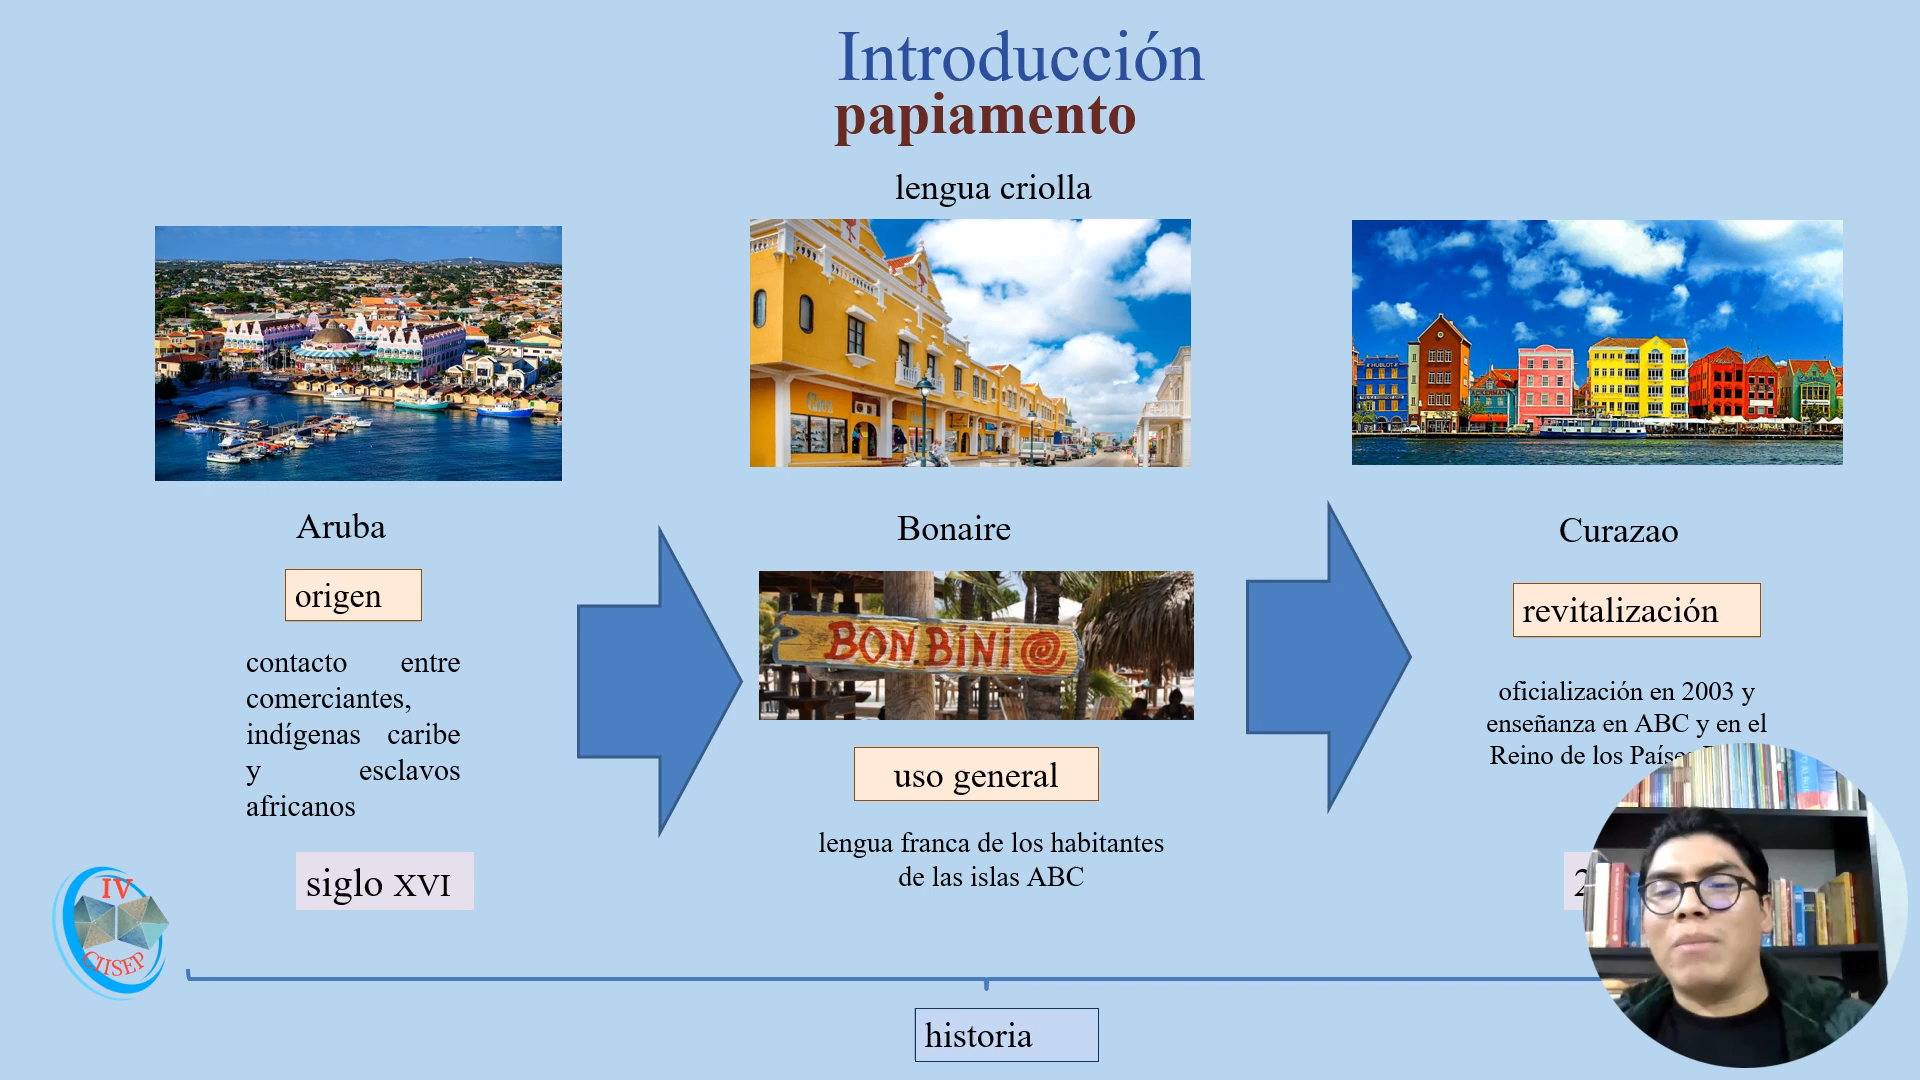 Introducción
papiamento
lengua criolla
HUBLOT
Aruba
Bonaire
Curazao
origen
contacto entre
comerciantes,
indígenas caribe
y esclavos
africanos
siglo XVI
BON BINI
uso general
lengua franca de los habitantes
de las islas ABC
revitalización
oficialización en 2003 y
enseñanza en ABC y en el
Reino de los
IV
CIISEP
historia